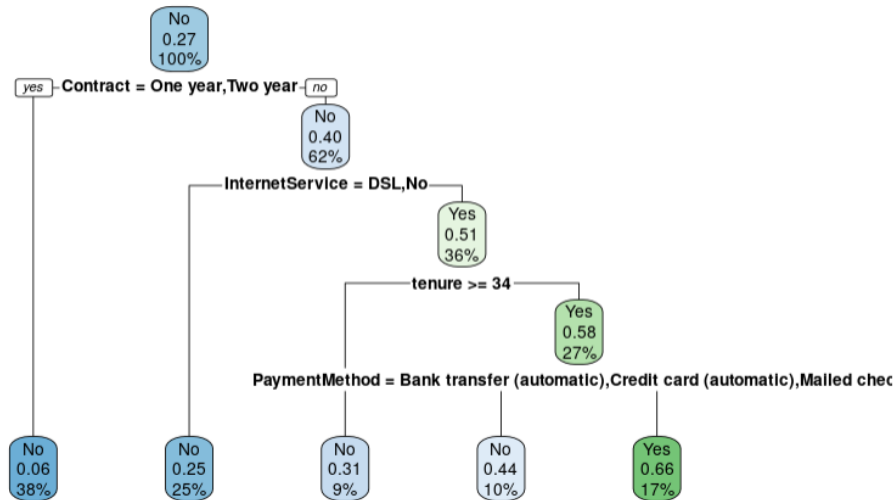 No
0.27
100%
yes Contract = One year,Two year no
No
0.40
62%
InternetService = DSL,No
Yes
0.51
36%
tenure >= 34
Yes
0.58
27%
PaymentMethod = Bank transfer (automatic),Credit card (automatic),Mailed chec
No No No No Yes
0.06 0.25 0.31 0.44 0.66
38% 25% 9% 10% 17%